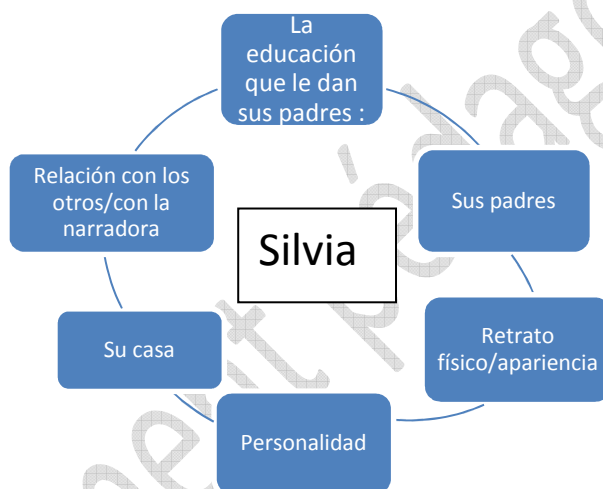 La
educación
que le dan
sus padres :
Sus padres
Retrato
físico/apariencia
Personalidad
Su casa
Relación con los
otros/con la
narradora
Silvia